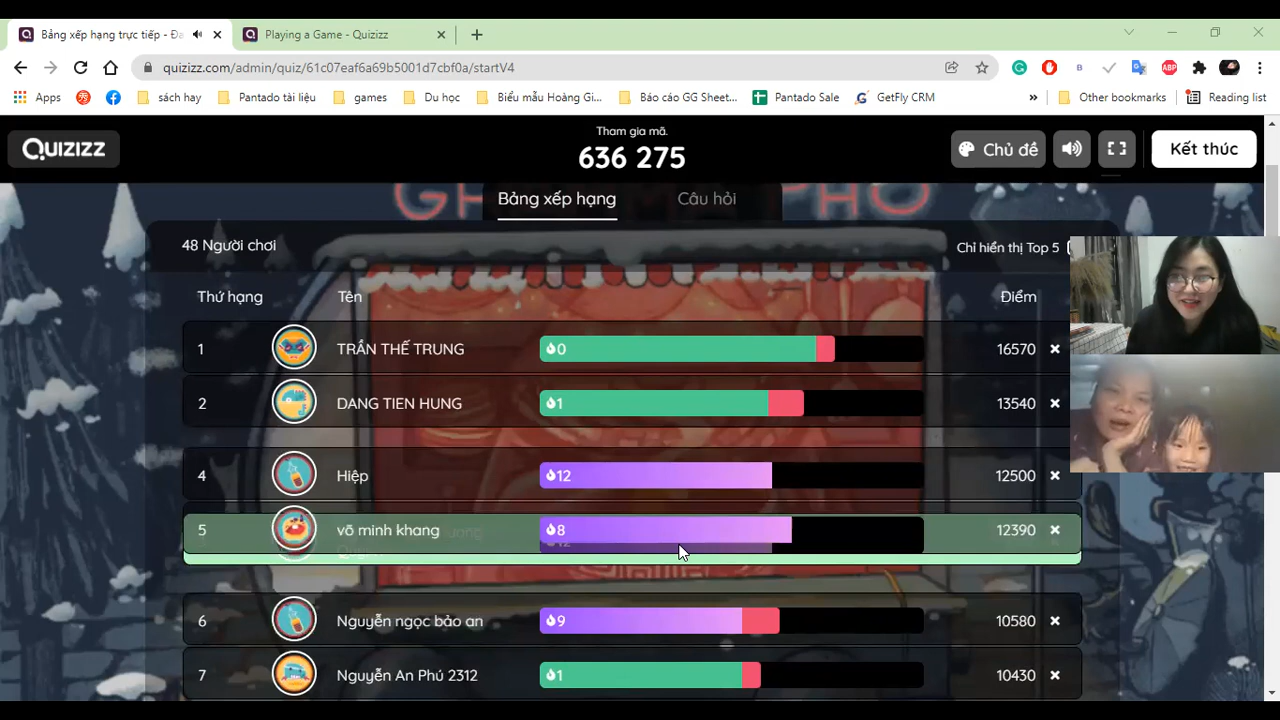 Bảng xếp hạng trực tiếp - Đa
Playing a Game - Quizizz
quizizz.com/admin/quiz/61c07eaf6a69b5001d7cbf0a/startV4
Apps
sách hay
Pantado tài liệu
games
Du học
Biểu mẫu Hoàng Gi...
Báo cáo GG Sheet...
Pantado Sale
GetFly CRM
»
Other bookmarks
Reading list
QUIZIZZ
Tham gia mã.
636 275
Chủ đề
Kết thúc
Bảng xếp hạng
Câu hỏi
48 Người chơi
Chỉ hiển thị Top 5
Thứ hạng
Tên
Điểm
1 TRẦN THẾ TRUNG 0 16570
2 DANG TIEN HUNG 1 13540
4 Hiệp 12 12500
5 võ minh khang 8 12390
6 Nguyễn ngọc bảo an 9 10580
7 Nguyễn An Phú 2312 1 10430